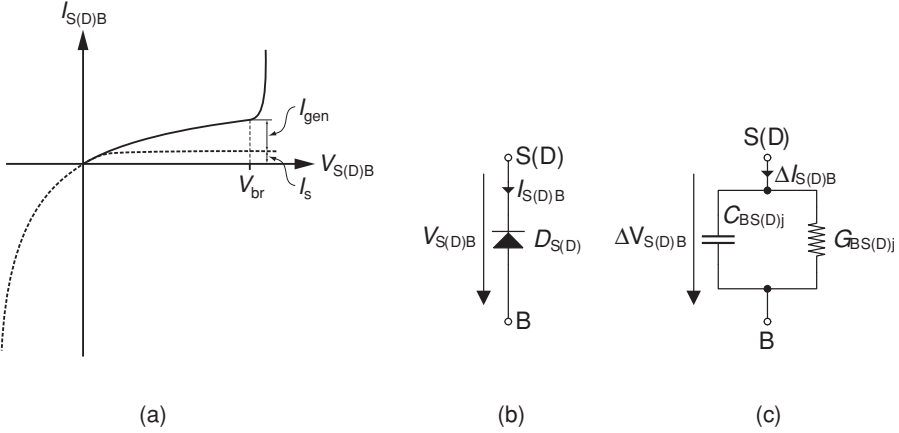 I_S(D)B
I_gen
V_S(D)B
V_br
I_s
(a)
S(D)
I_S(D)B
V_S(D)B
D_S(D)
B
(b)
S(D)
ΔI_S(D)B
C_BS(D)j
ΔV_S(D)B
G_BS(D)j
B
(c)